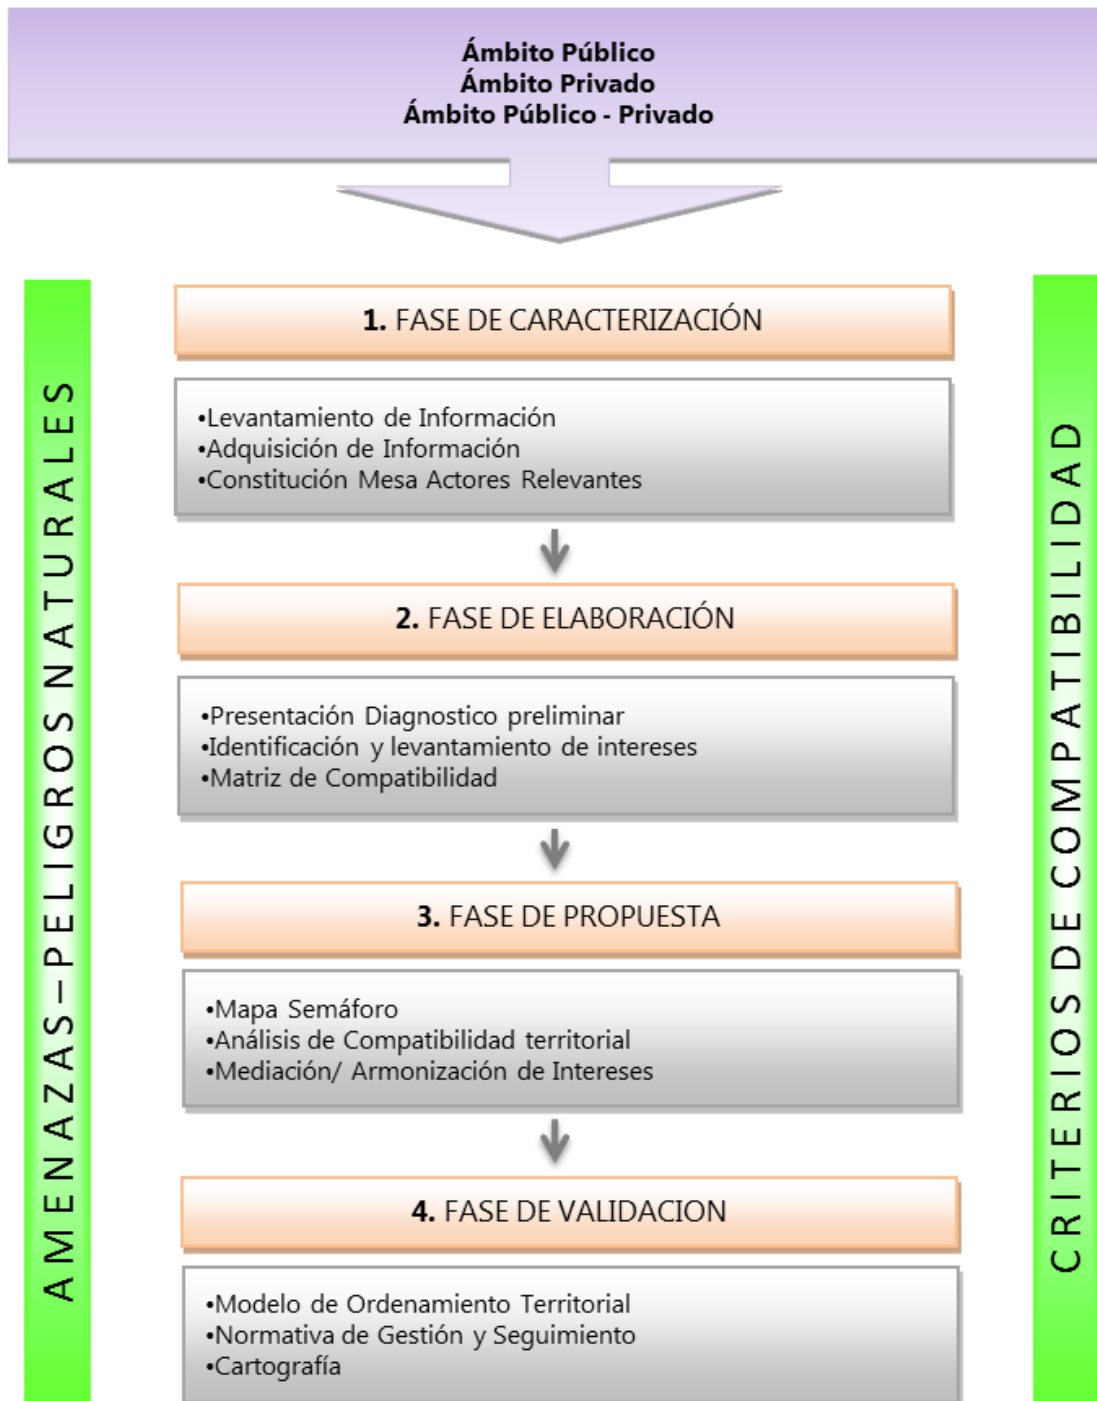 Ámbito Público
Ámbito Privado
Ámbito Público - Privado
AMENAZAS–PELIGROS NATURALES
1. FASE DE CARACTERIZACIÓN
•Levantamiento de Información
•Adquisición de Información
•Constitución Mesa Actores Relevantes
2. FASE DE ELABORACIÓN
•Presentación Diagnostico preliminar
•Identificación y levantamiento de intereses
•Matriz de Compatibilidad
3. FASE DE PROPUESTA
•Mapa Semáforo
•Análisis de Compatibilidad territorial
•Mediación/ Armonización de Intereses
4. FASE DE VALIDACION
•Modelo de Ordenamiento Territorial
•Normativa de Gestión y Seguimiento
•Cartografía
CRITERIOS DE COMPATIBILIDAD